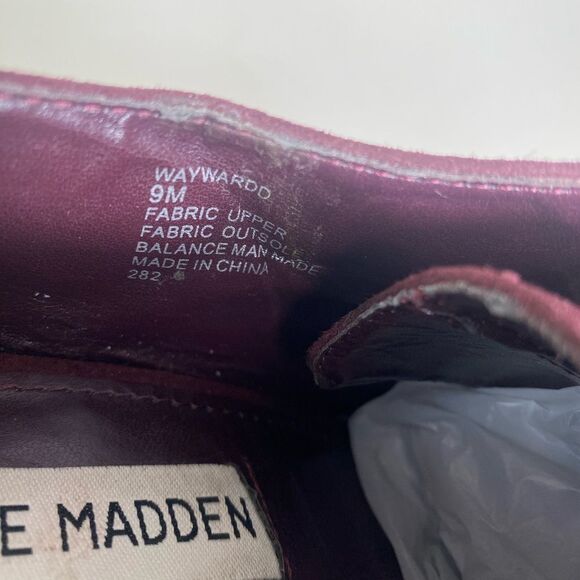 WAYWARDD
9M
FABRIC UPPER
FABRIC OUTSOLE
BALANCE MAN MADE
MADE IN CHINA
282
E MADDEN